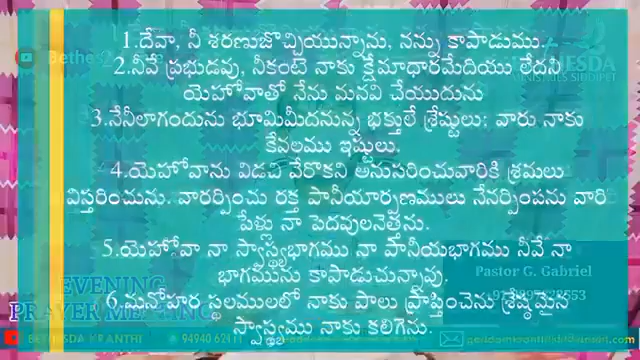 1.దేవా, నీ శరణుజొచ్చియున్నాను, నన్ను కాపాడుము.
2.నీవే ప్రభుడవు, నీకంటె నాకు క్షేమాధారమేదియు లేదని
యెహోవాతో నేను మనవి చేయుదును
3.నేనీలాగందును భూమిమీదనున్న భక్తులే శ్రేష్టులు; వారు నాకు
కేవలము ఇష్టులు.
4.యెహోవాను విడచి వేరొకని అనుసరించువారికి శ్రమలు
విస్తరించును. వారర్పించు రక్త పానీయార్పణములు నేనర్పింపను వారి
పేళ్లు నా పెదవులనెత్తను.
5.యెహోవా నా స్వాస్థ్యభాగము నా పానీయభాగము నీవే నా
భాగమును కాపాడుచున్నావు.
6.మనోహర స్థలములలో నాకు పాలు ప్రాప్తించెను శ్రేష్ఠమైన
స్వాస్థ్యము నాకు కలిగెను.
EVENING
PRAYER
Pastor G. Gabriel